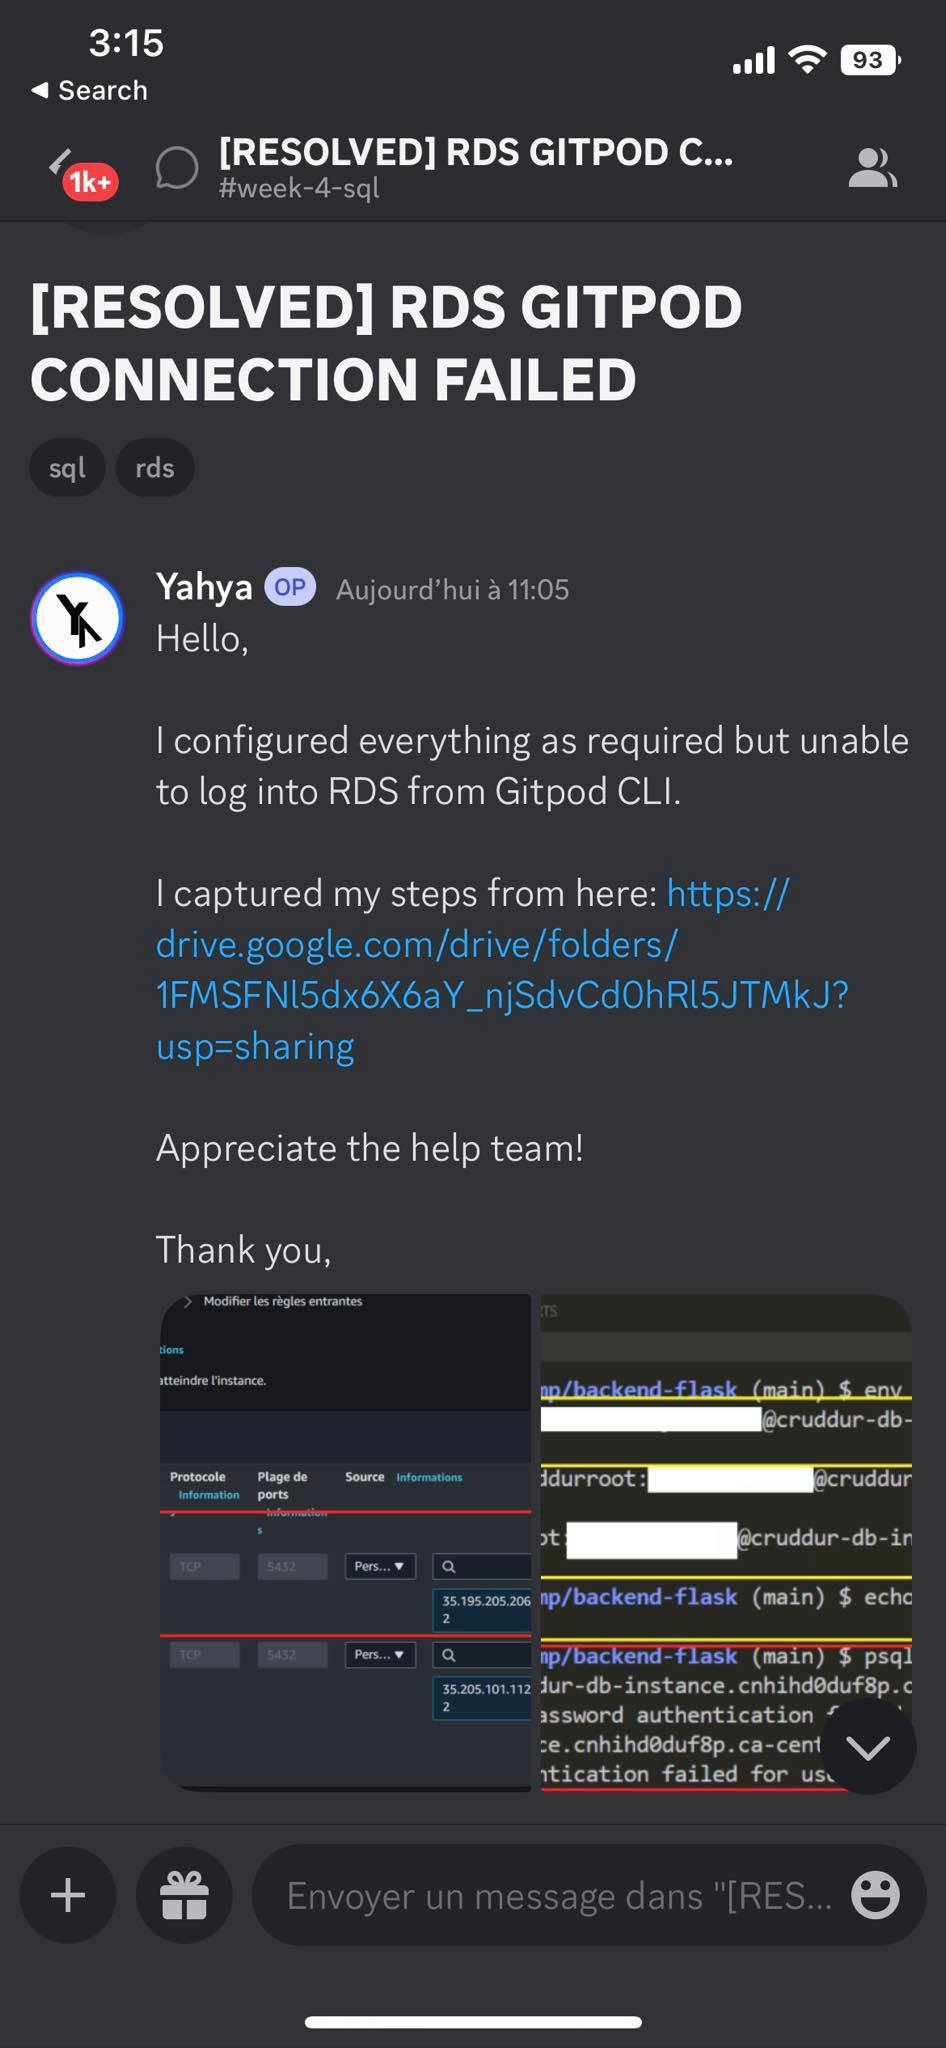 3:15
93
◀ Search
1k+
[RESOLVED] RDS GITPOD C...
#week-4-sql
[RESOLVED] RDS GITPOD
CONNECTION FAILED
sql rds
Yahya OP Aujourd'hui à 11:05
Hello,
I configured everything as required but unable
to log into RDS from Gitpod CLI.
I captured my steps from here: https://
drive.google.com/drive/folders/
1FMSFNl5dx6X6aY_njSdvCd0hRl5JTMkJ?
usp=sharing
Appreciate the help team!
Thank you,
Modifier les règles entrantes
tions
atteindre l'instance.
Protocole Plage de Source Informations
Information ports
s
TCP 5432 Pers... ▼
35.195.205.206
2
TCP 5432 Pers... ▼
35.205.101.112
2
RTS
mp/backend-flask (main) $ env
@cruddur-db-
ddurroot: @cruddur
ot: @cruddur-db-in
mp/backend-flask (main) $ echo
mp/backend-flask (main) $ psql
dur-db-instance.cnhihd0duf8p.c
assword authentication
ce.cnhihd0duf8p.ca-cent
ntication failed for use
Envoyer un message dans "[RES...